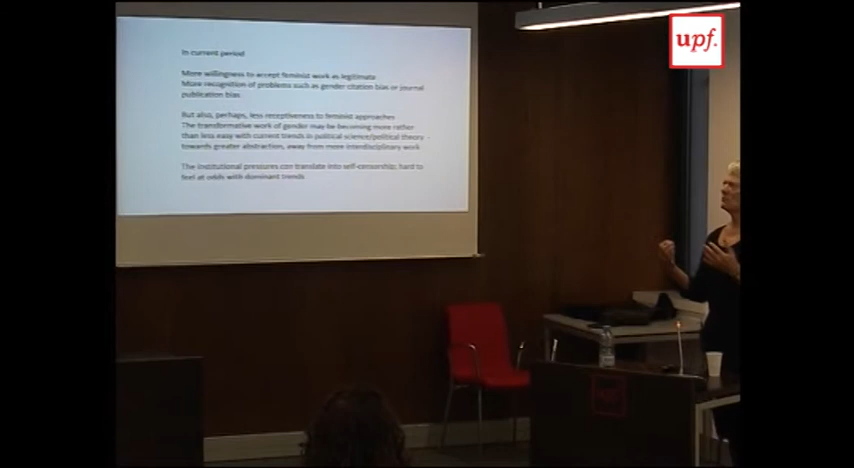 In current period
More willingness to accept feminist work as legitimate
More recognition of problems such as gender citation bias or journal
publication bias
But also, perhaps, less receptiveness to feminist approaches
The transformative work of gender may be becoming more rather
than less easy with current trends in political science/political theory -
towards greater abstraction, away from more interdisciplinary work
The institutional pressures can translate into self-censorship, hard to
feel at odds with dominant trends
upf.